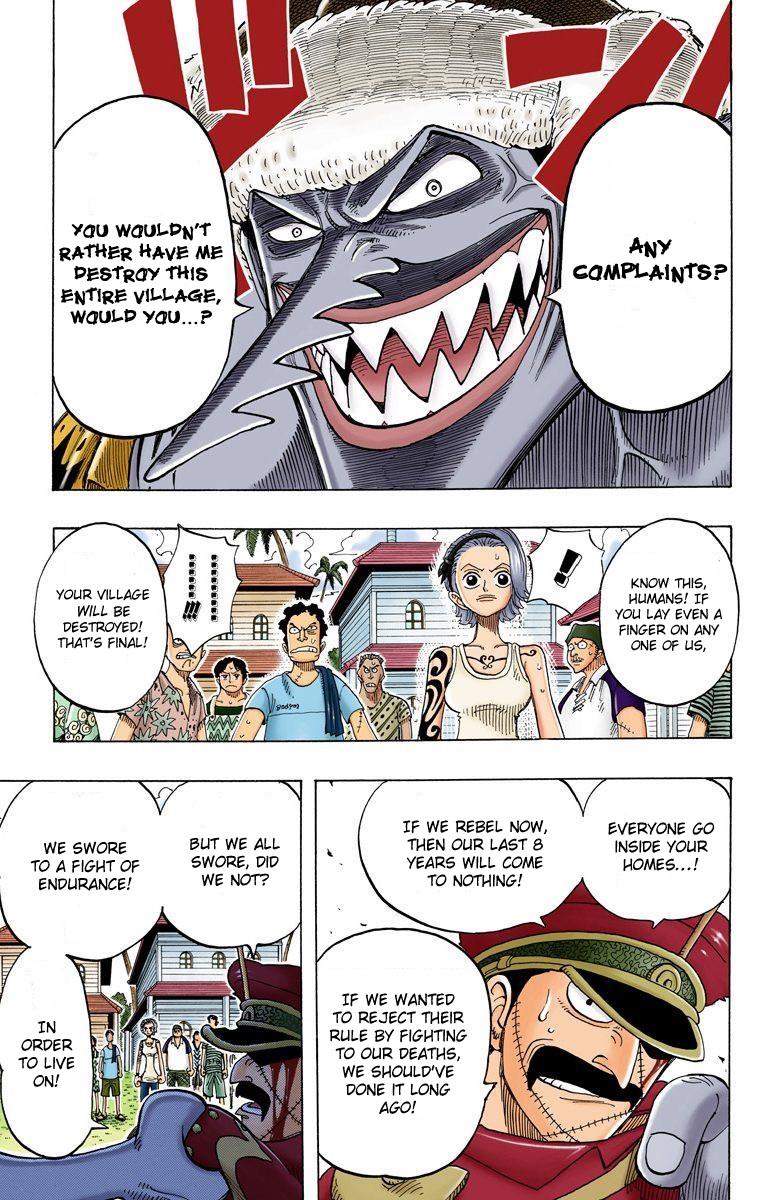 ドン
ANY
COMPLAINTS?
YOU WOULDN'T
RATHER HAVE ME
DESTROY THIS
ENTIRE VILLAGE,
WOULD YOU...?
KNOW THIS,
HUMANS! IF
YOU LAY EVEN A
FINGER ON ANY
ONE OF US,
!
YOUR VILLAGE
WILL BE
DESTROYED!
THAT'S FINAL!
EVERYONE GO
INSIDE YOUR
HOMES...!
IF WE REBEL NOW,
THEN OUR LAST 8
YEARS WILL COME
TO NOTHING!
IF WE WANTED
TO REJECT THEIR
RULE BY FIGHTING
TO OUR DEATHS,
WE SHOULD'VE
DONE IT LONG
AGO!
BUT WE ALL
SWORE, DID
WE NOT?
WE SWORE
TO A FIGHT OF
ENDURANCE!
IN
ORDER
TO LIVE
ON!